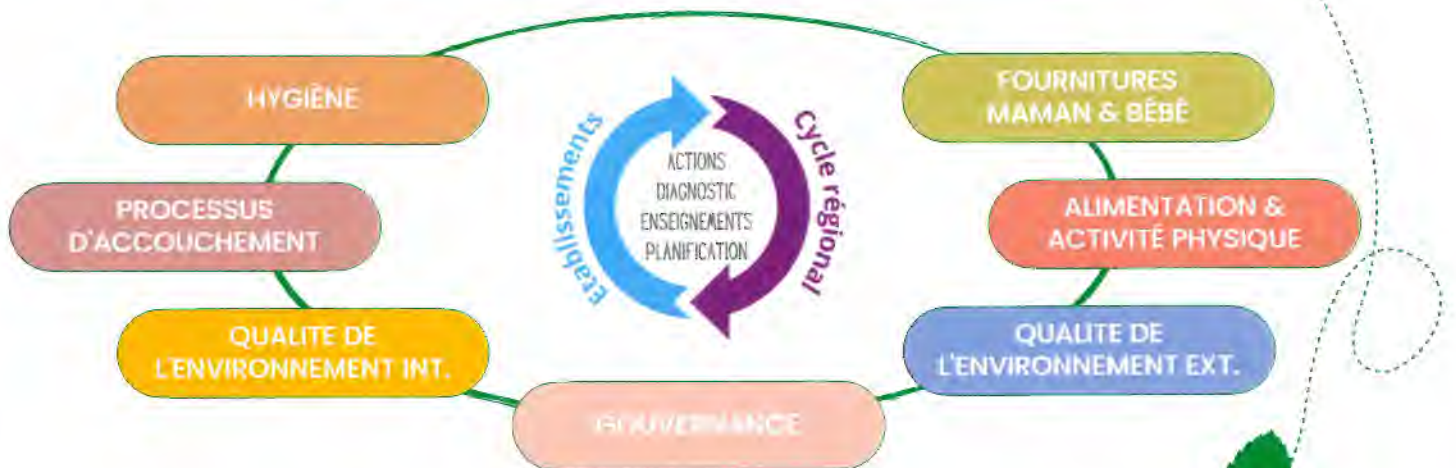 HYGIÈNE
FOURNITURES
MAMAN & BÉBÉ
Etablissements
Cycle régional
ACTIONS
DIAGNOSTIC
ENSEIGNEMENTS
PLANIFICATION
PROCESSUS
D'ACCOUCHEMENT
ALIMENTATION &
ACTIVITÉ PHYSIQUE
QUALITE DE
L'ENVIRONNEMENT INT.
QUALITE DE
L'ENVIRONNEMENT EXT.
GOUVERNANCE